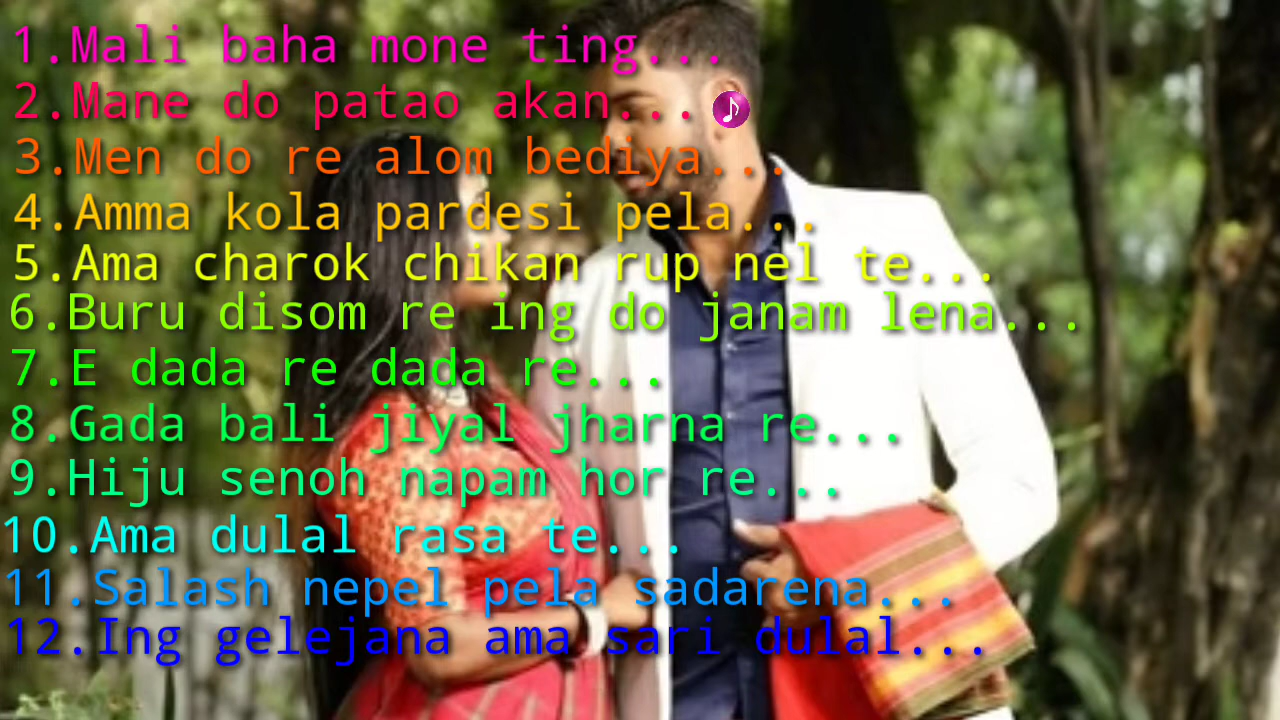 1.Mali baha mone ting...
2.Mane do patao akan...
3.Men do re alom bediya...
4.Amma kola pardesi pela...
5.Ama charok chikan rup nel te...
6.Buru disom re ing do janam lena...
7.E dada re dada re...
8.Gada bali jiyal jharna re...
9.Hiju senoh napam hor re...
10.Ama dulal rasa te...
11.Salash nepel pela sadarena...
12.Ing gelejana ama sari dulal...